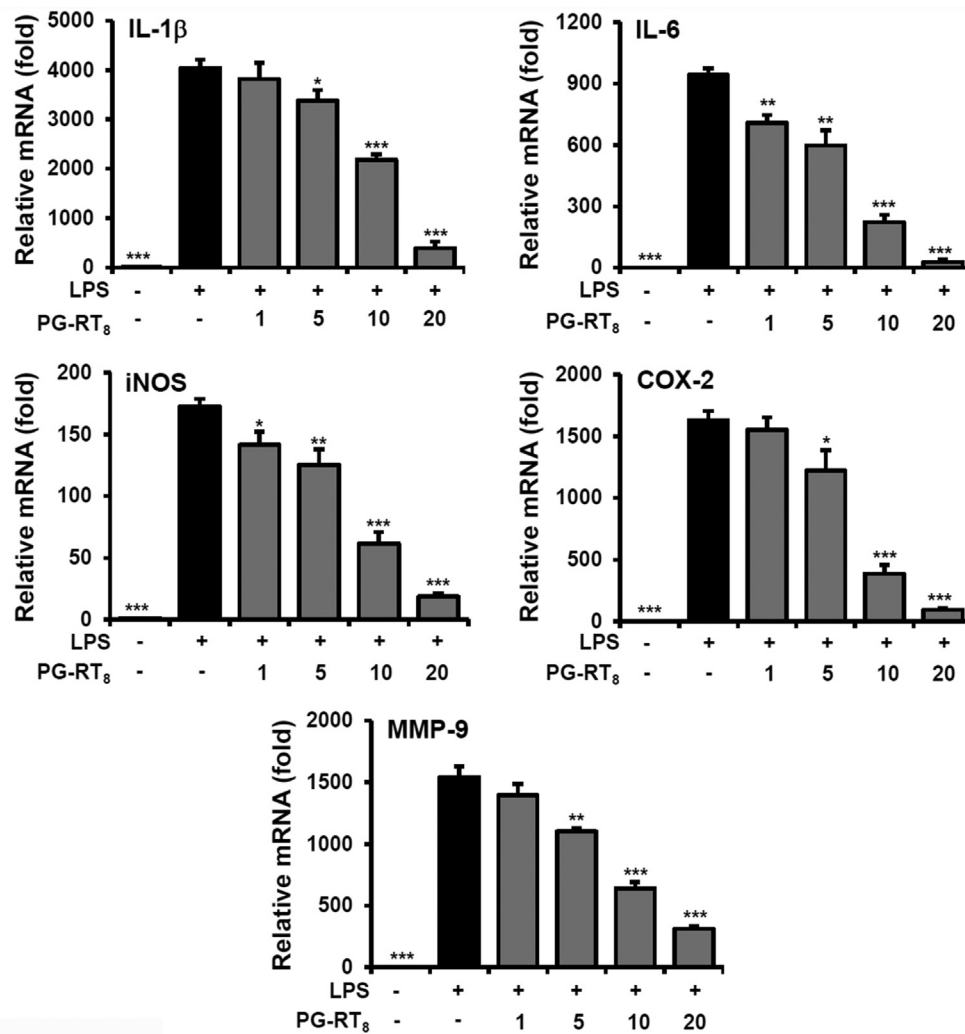 IL-1β
Relative mRNA (fold)
5000
4000
3000
2000
1000
0
***
*
***
***
LPS - + + + + +
PG-RT₈ - - 1 5 10 20
IL-6
Relative mRNA (fold)
1200
900
600
300
0
***
**
**
***
***
LPS - + + + + +
PG-RT₈ - - 1 5 10 20
iNOS
Relative mRNA (fold)
200
150
100
50
0
***
*
**
***
***
LPS - + + + + +
PG-RT₈ - - 1 5 10 20
COX-2
Relative mRNA (fold)
2000
1500
1000
500
0
***
*
***
***
LPS - + + + + +
PG-RT₈ - - 1 5 10 20
MMP-9
Relative mRNA (fold)
2000
1500
1000
500
0
***
**
***
***
LPS - + + + + +
PG-RT₈ - - 1 5 10 20